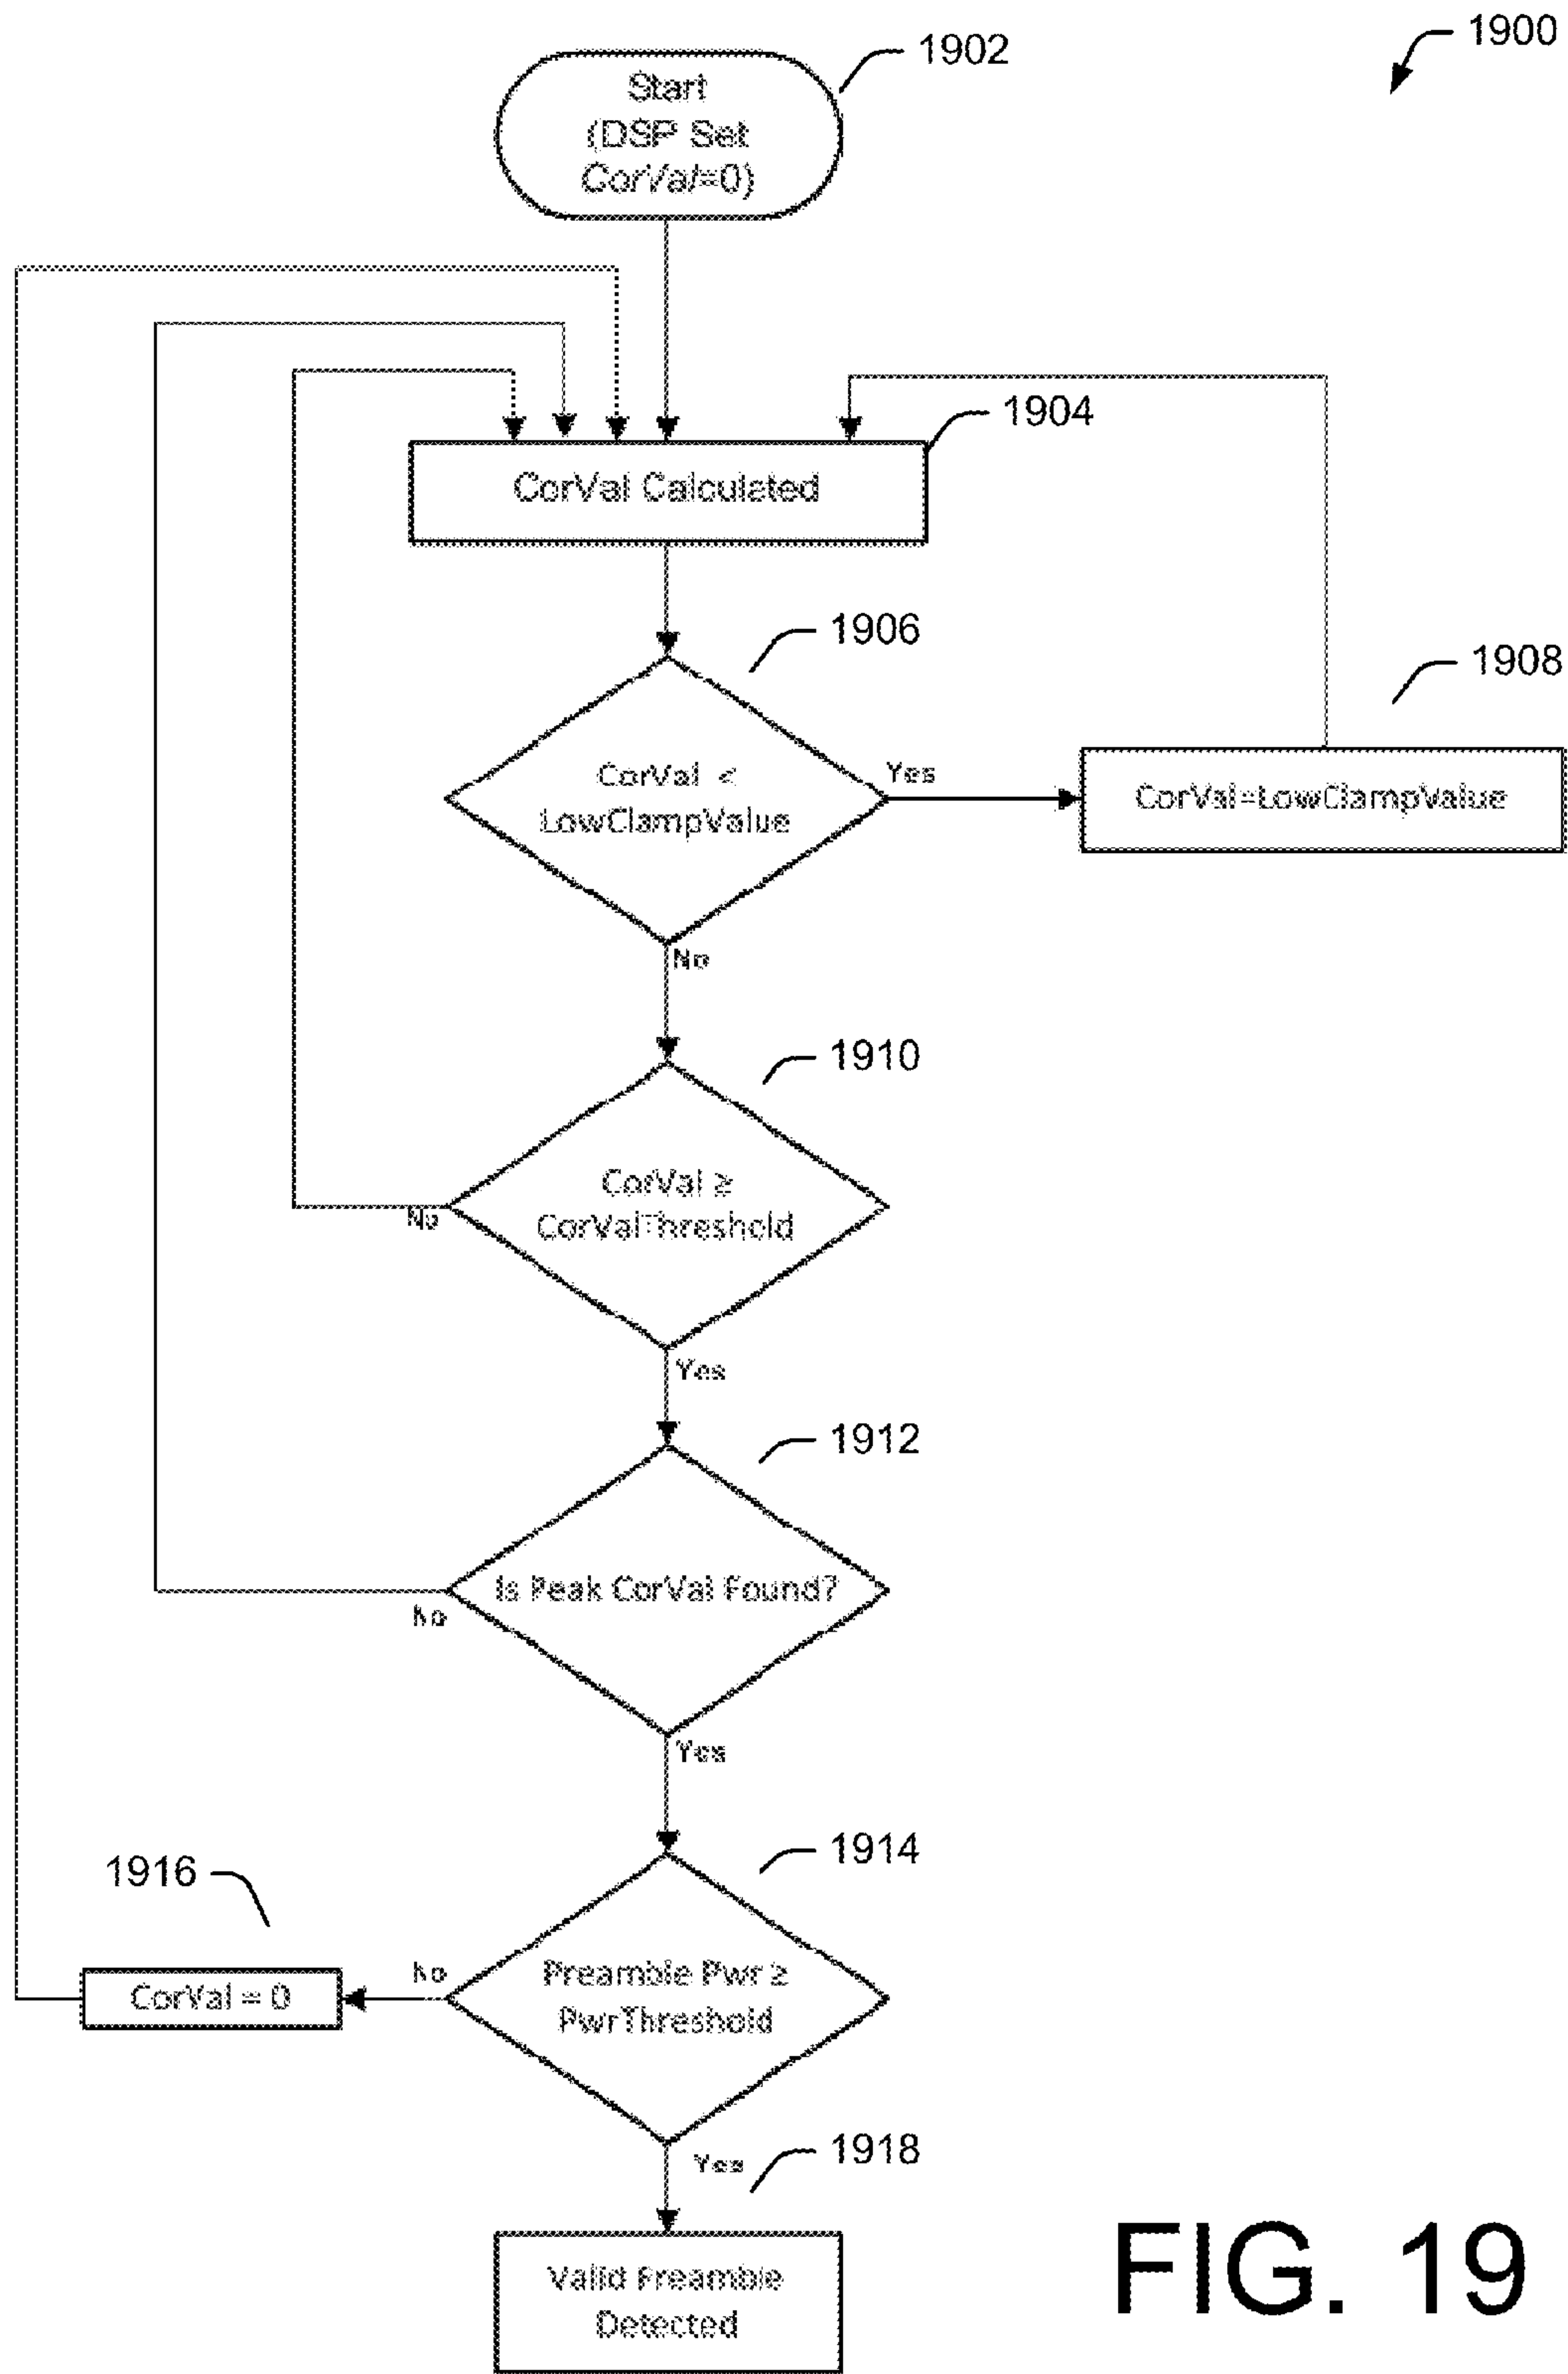 1900
1902
Start
(DSP Set
CorVal=0)
1904
CorVal Calculated
1906
CorVal <
LowClampValue
Yes
1908
CorVal=LowClampValue
No
1910
CorVal ≥
CorValThreshold
No
Yes
1912
Is Peak CorVal Found?
No
Yes
1914
Preamble Pwr ≥
PwrThreshold
1916
No
CorVal = 0
Yes
1918
Valid Preamble
Detected
FIG. 19